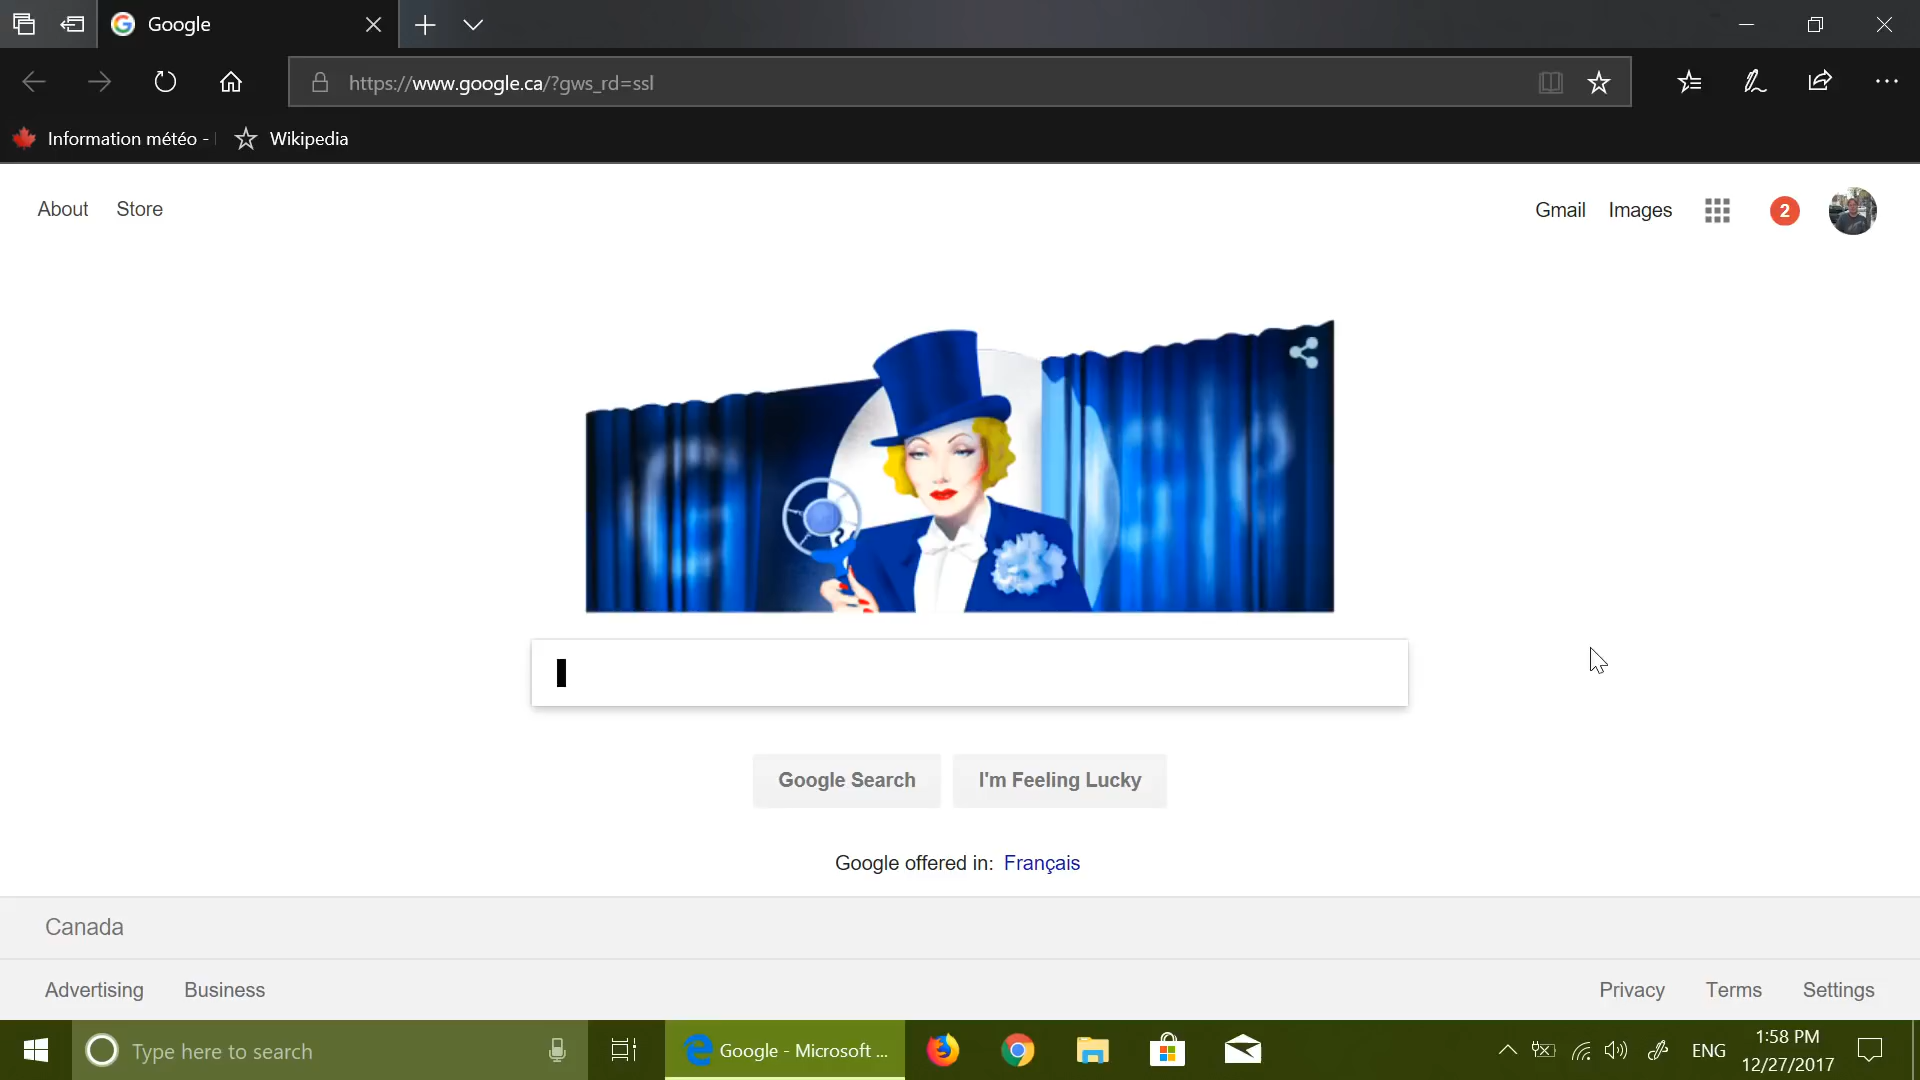 Google
https://www.google.ca/?gws_rd=ssl
Information météo -
Wikipedia
About Store
Gmail Images 2
Google Search
I'm Feeling Lucky
Google offered in: Français
Canada
Advertising Business
Privacy Terms Settings
Type here to search
Google - Microsoft ...
ENG
1:58 PM
12/27/2017